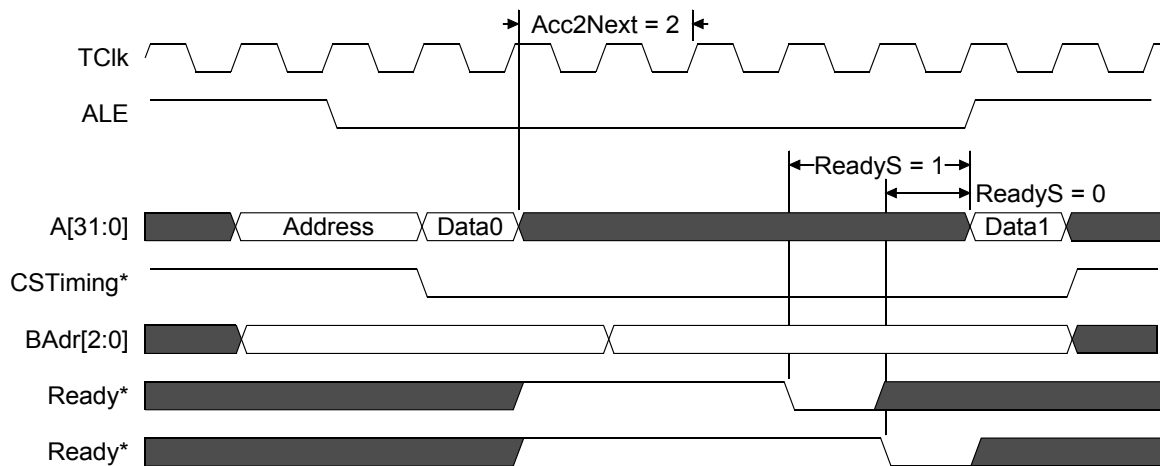 Acc2Next = 2
TClk
ALE
ReadyS = 1
ReadyS = 0
A[31:0]
Address
Data0
Data1
CSTiming*
BAdr[2:0]
Ready*
Ready*